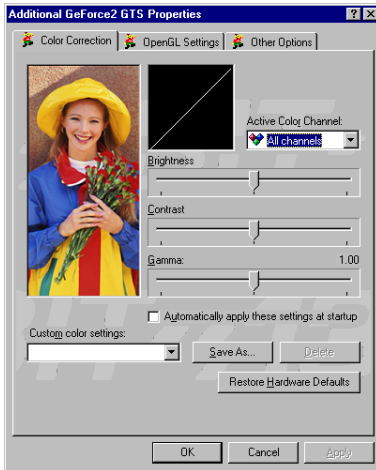 Additional GeForce2 GTS Properties
Color Correction
OpenGL Settings
Other Options
Active Color Channel:
All channels
Brightness
Contrast
Gamma: 1.00
Automatically apply these settings at startup
Custom color settings:
Save As...
Delete
Restore Hardware Defaults
OK
Cancel
Apply